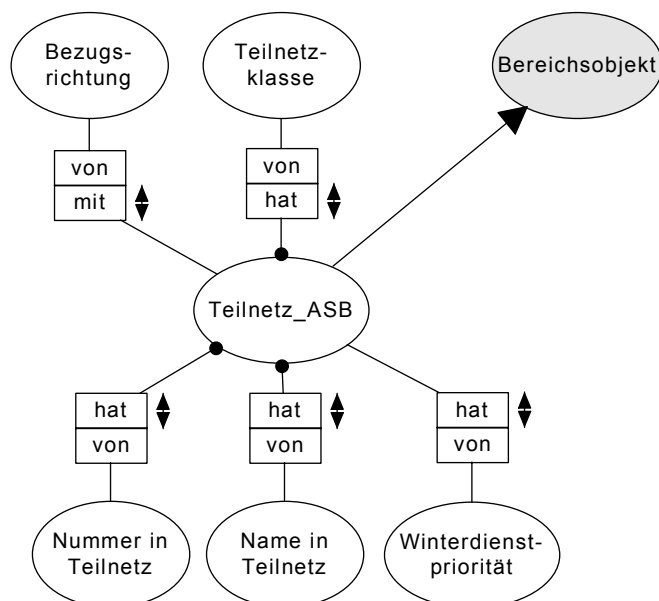 Bezugs-
richtung
Teilnetz-
klasse
Bereichsobjekt
von
mit
von
hat
Teilnetz_ASB
hat
von
hat
von
hat
von
Nummer in
Teilnetz
Name in
Teilnetz
Winterdienst-
priorität